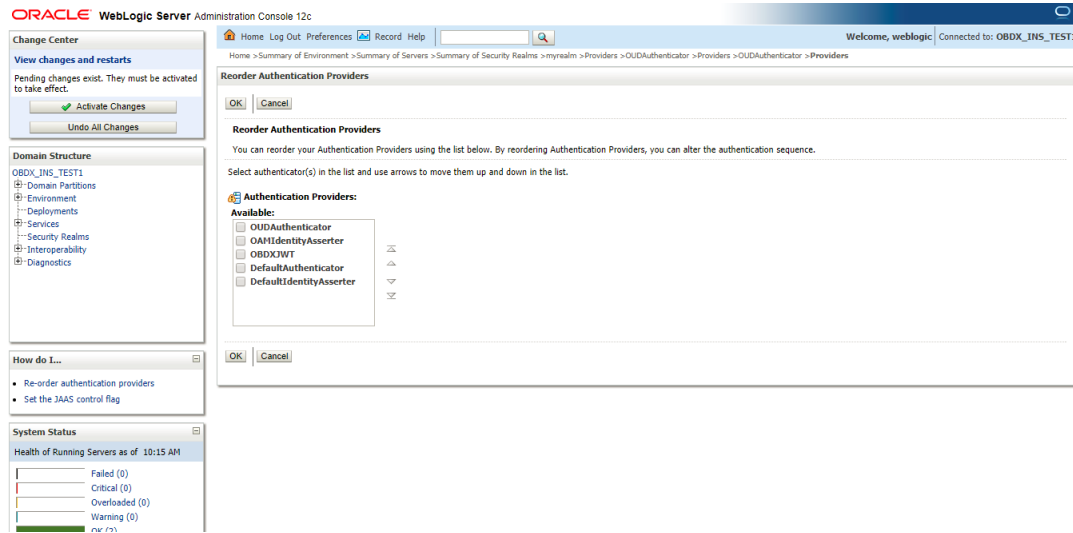 ORACLE WebLogic Server Administration Console 12c
Change Center
View changes and restarts
Pending changes exist. They must be activated
to take effect.
Activate Changes
Undo All Changes
Domain Structure
OBDX_INS_TEST1
Domain Partitions
Environment
Deployments
Services
Security Realms
Interoperability
Diagnostics
How do I...
Re-order authentication providers
Set the JAAS control flag
System Status
Health of Running Servers as of 10:15 AM
Failed (0)
Critical (0)
Overloaded (0)
Warning (0)
OK (2)
Home Log Out Preferences Record Help
Welcome, weblogic Connected to: OBDX_INS_TEST1
Home >Summary of Environment >Summary of Servers >Summary of Security Realms >myrealm >Providers >OUDAuthenticator >Providers >OUDAuthenticator >Providers
Reorder Authentication Providers
OK Cancel
Reorder Authentication Providers
You can reorder your Authentication Providers using the list below. By reordering Authentication Providers, you can alter the authentication sequence.
Select authenticator(s) in the list and use arrows to move them up and down in the list.
Authentication Providers:
Available:
OUDAuthenticator
OAMIdentityAsserter
OBDXJWT
DefaultAuthenticator
DefaultIdentityAsserter
OK Cancel